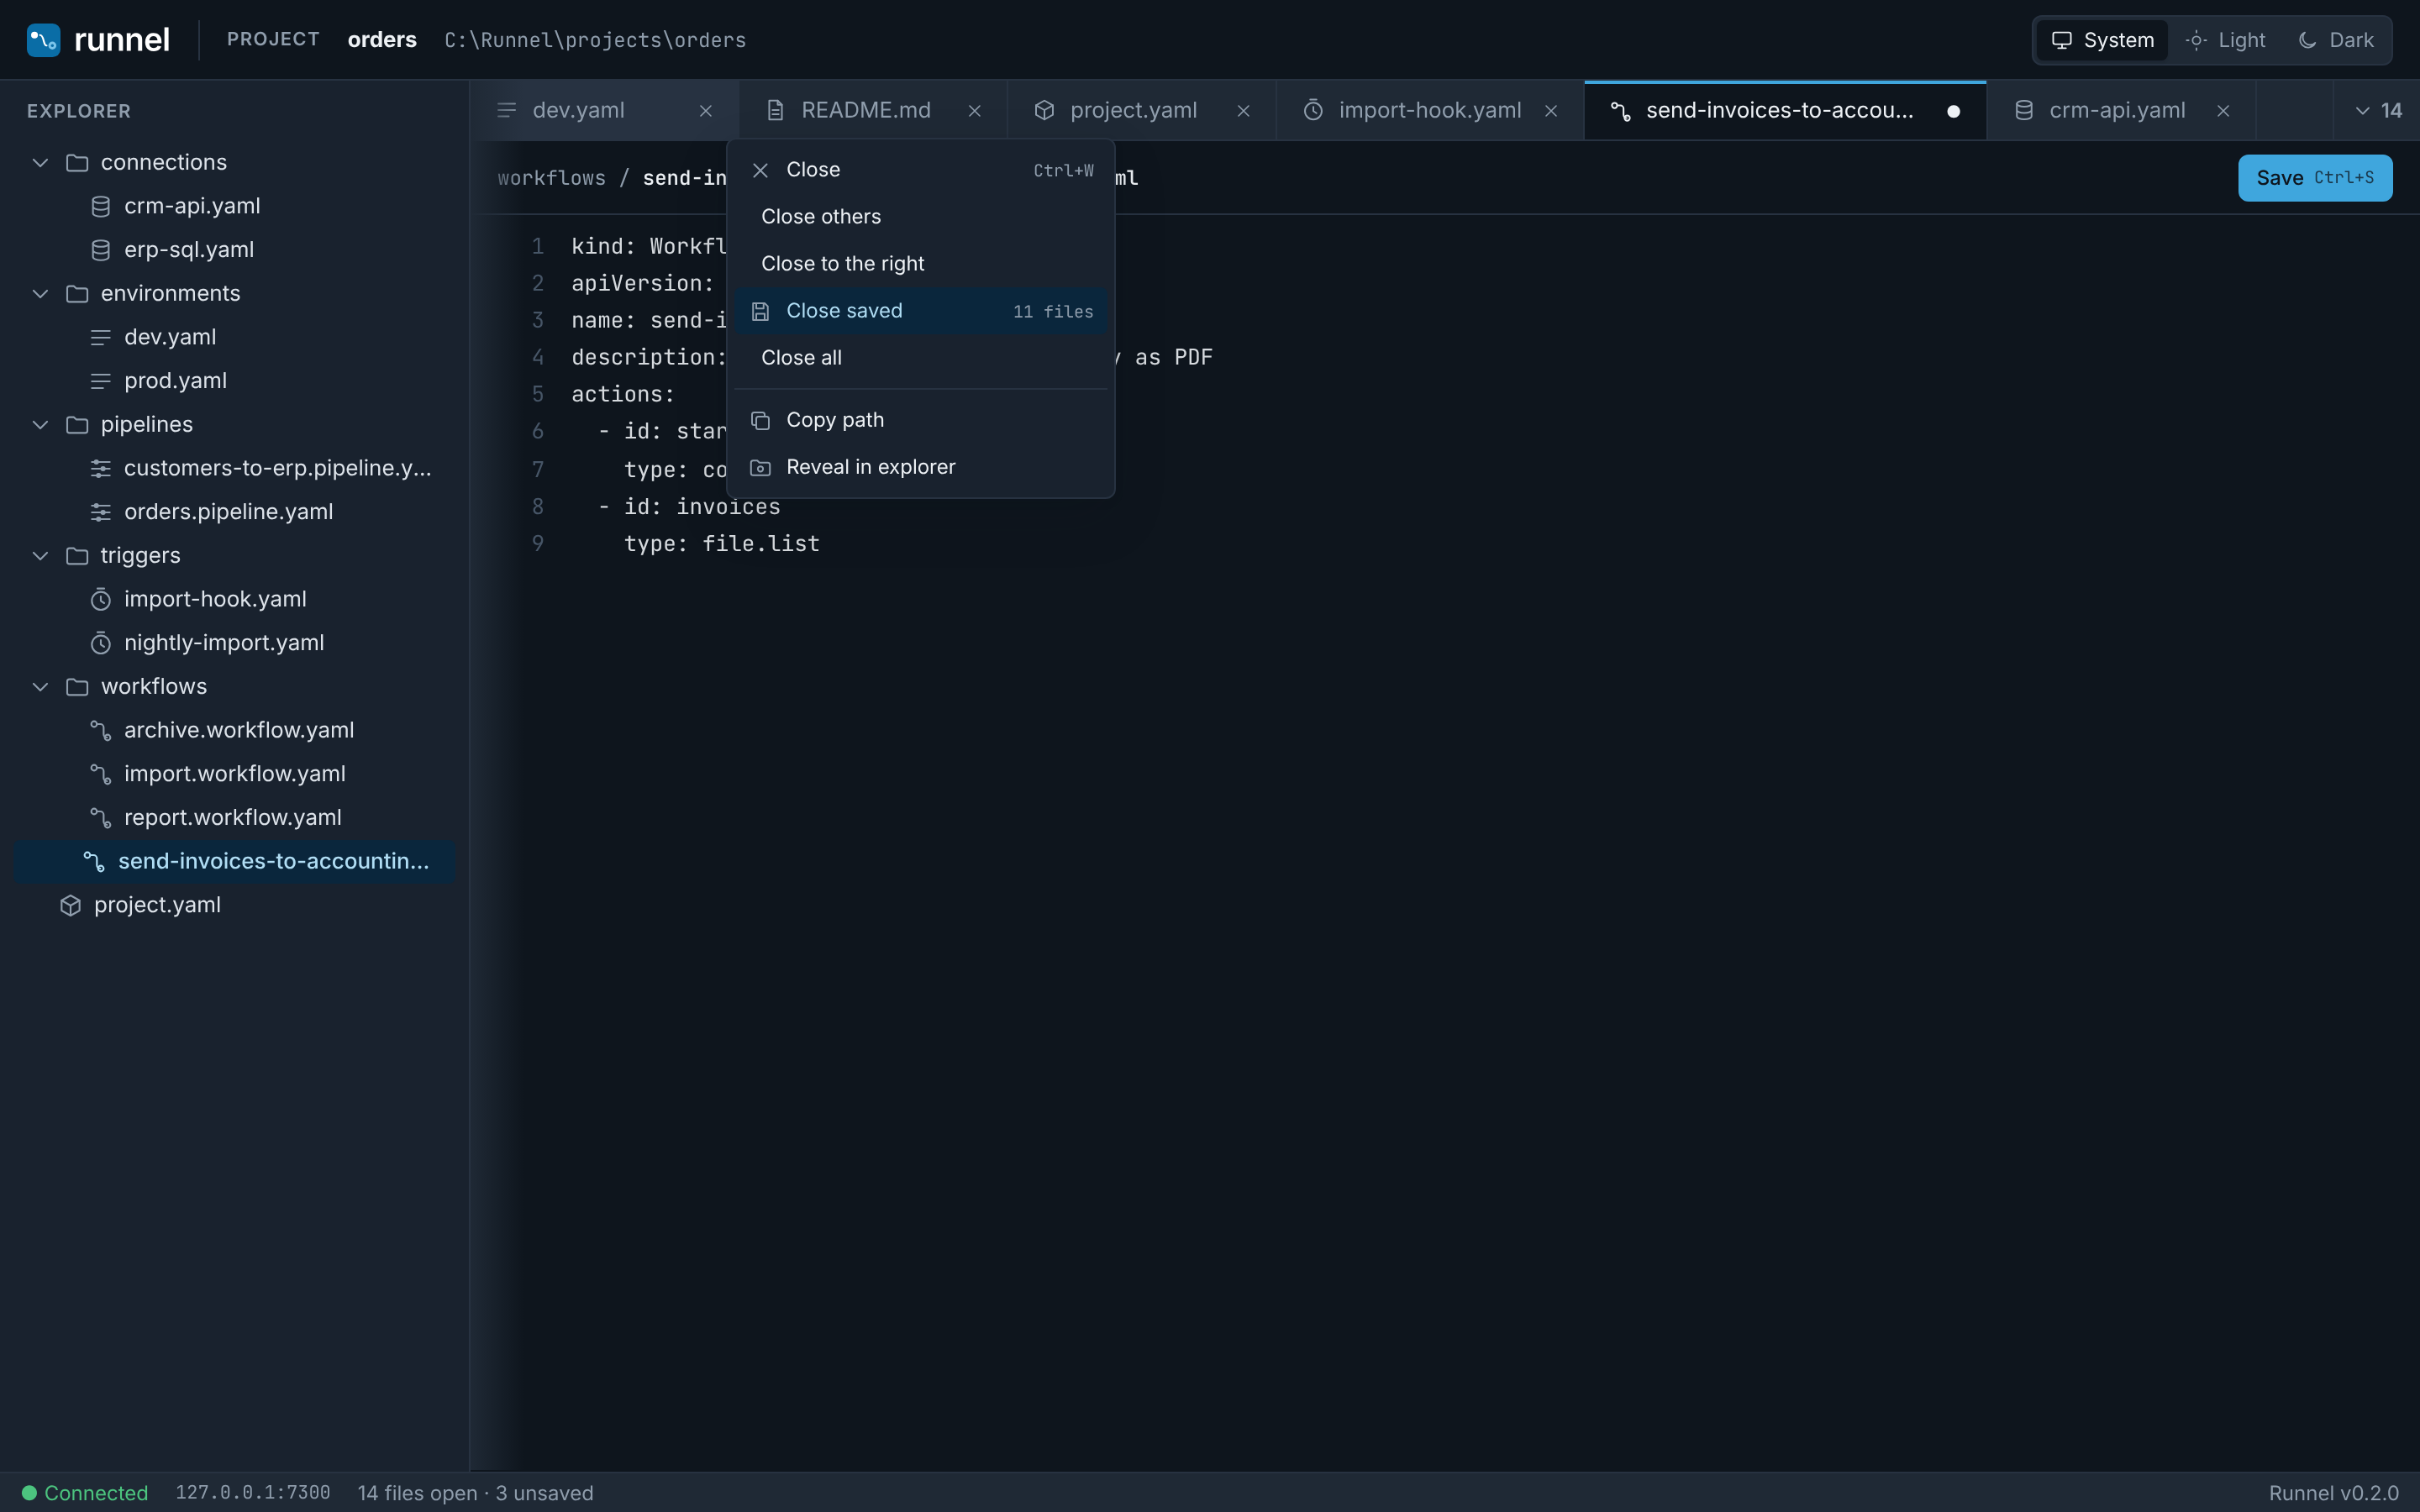 runnel PROJECT orders C:\Runnel\projects\orders System Light Dark
EXPLORER
connections
crm-api.yaml
erp-sql.yaml
environments
dev.yaml
prod.yaml
pipelines
customers-to-erp.pipeline.y...
orders.pipeline.yaml
triggers
import-hook.yaml
nightly-import.yaml
workflows
archive.workflow.yaml
import.workflow.yaml
report.workflow.yaml
send-invoices-to-accountin...
project.yaml
dev.yaml README.md project.yaml import-hook.yaml send-invoices-to-accou... crm-api.yaml 14
workflows / send-in ml Save Ctrl+S
Close Ctrl+W
Close others
Close to the right
Close saved 11 files
Close all
Copy path
Reveal in explorer
1 kind: Workfl
2 apiVersion:
3 name: send-i
4 description: y as PDF
5 actions:
6 - id: star
7 type: co
8 - id: invoices
9 type: file.list
Connected 127.0.0.1:7300 14 files open · 3 unsaved Runnel v0.2.0